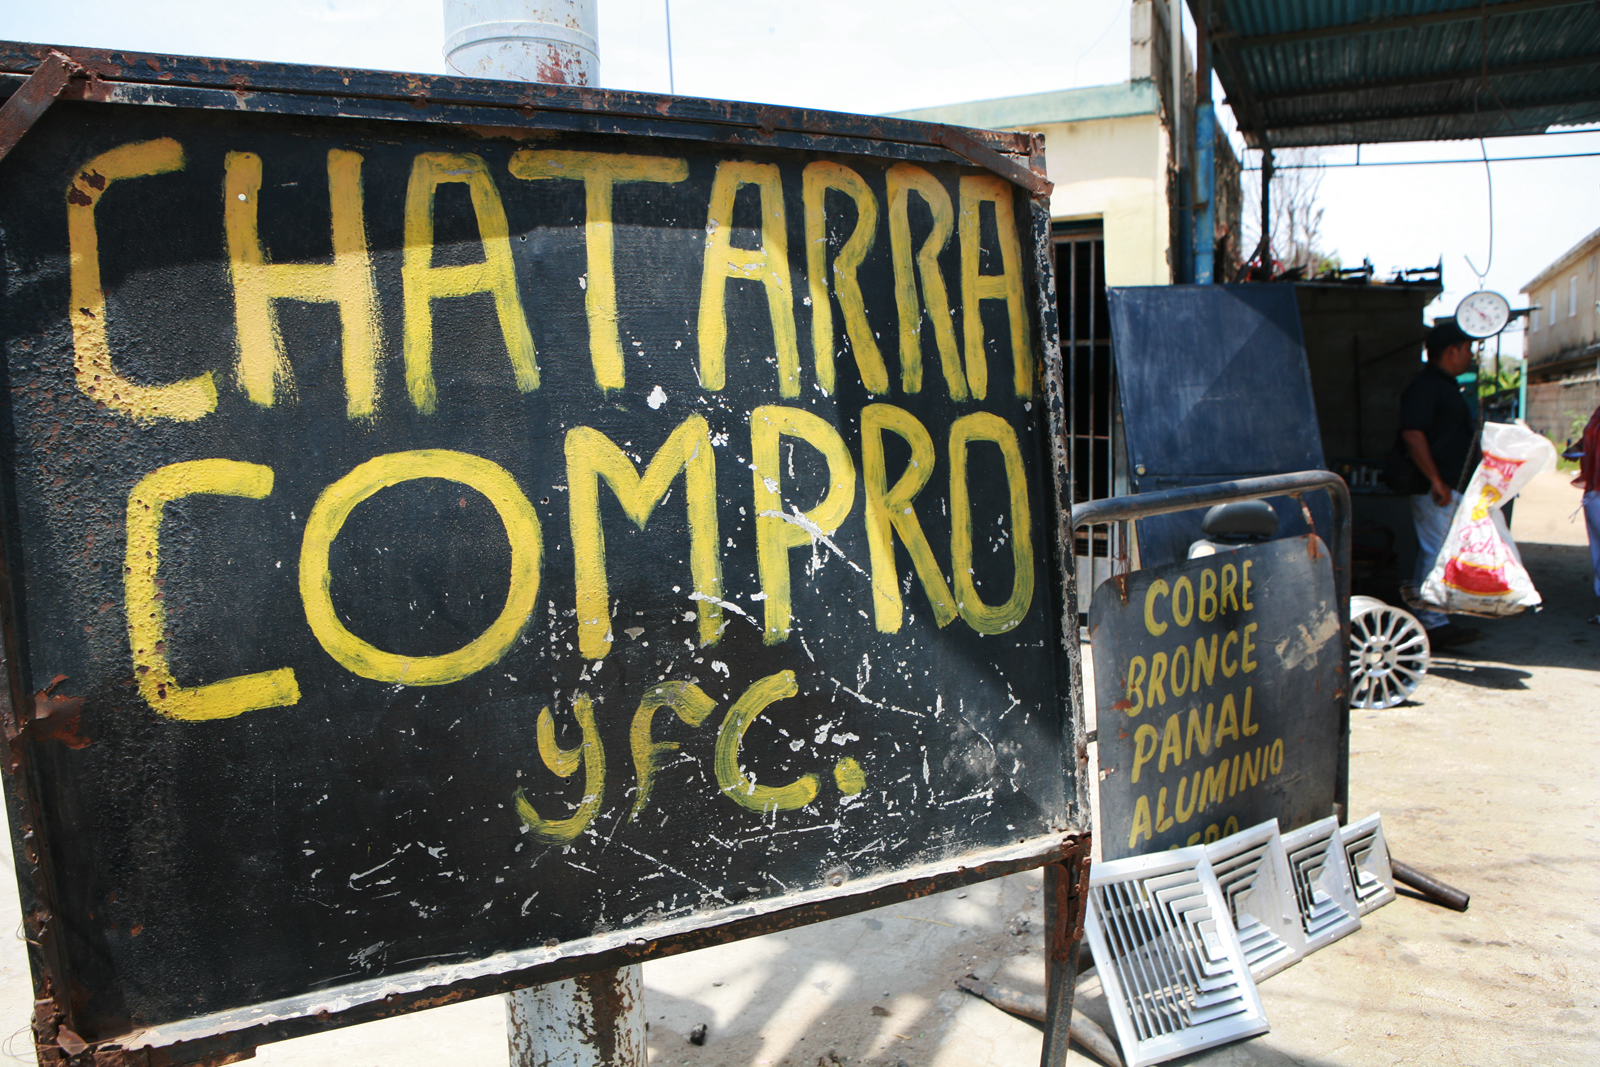 CHATARRA
COMPRO
yFC.
COBRE
BRONCE
PANAL
ALUMINIO